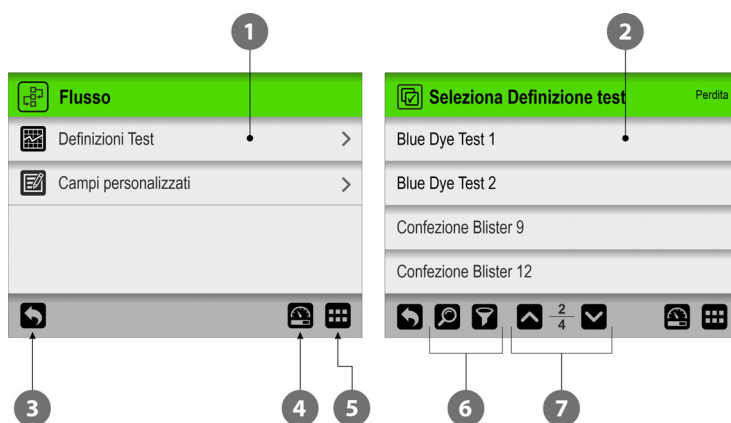 1
2
Flusso
Definizioni Test
Campi personalizzati
Seleziona Definizione test
Perdita
Blue Dye Test 1
Blue Dye Test 2
Confezione Blister 9
Confezione Blister 12
2
4
3
4
5
6
7